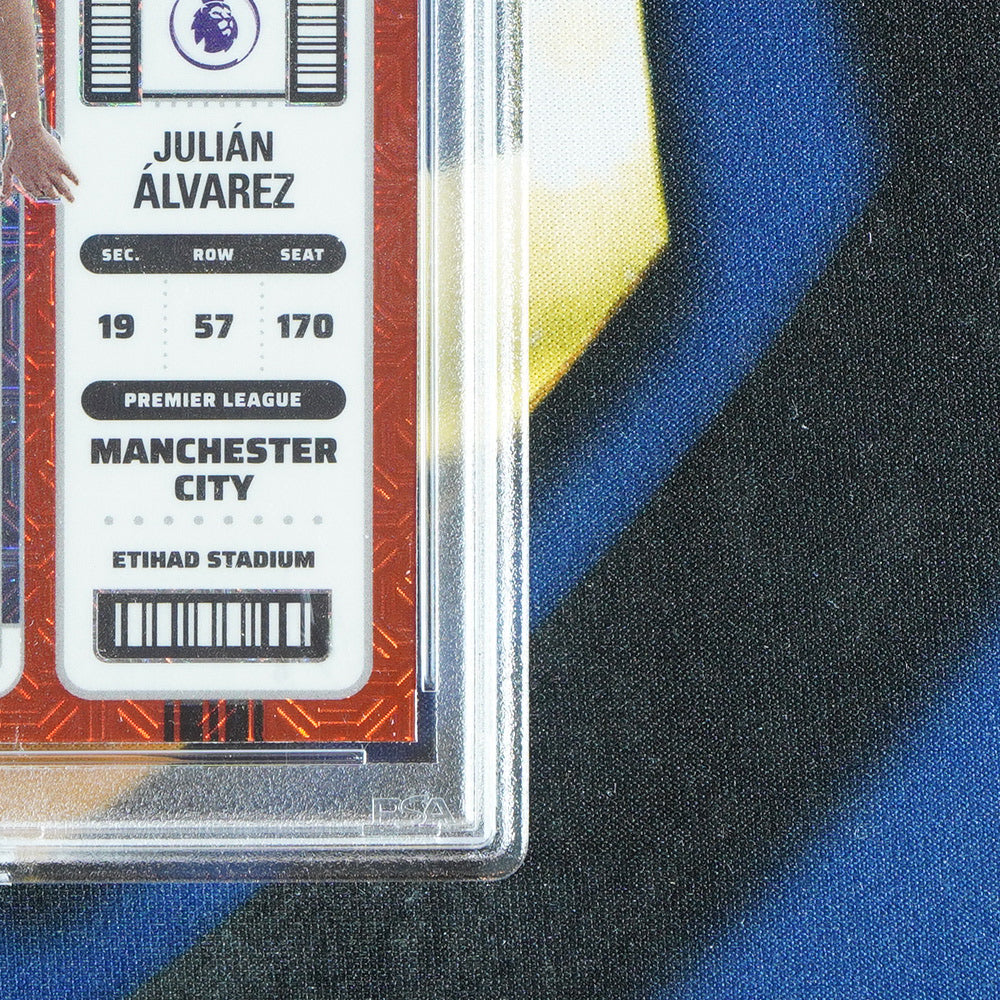 JULIÁN
ÁLVAREZ
SEC. ROW SEAT
19 57 170
PREMIER LEAGUE
MANCHESTER
CITY
ETIHAD STADIUM
PSA